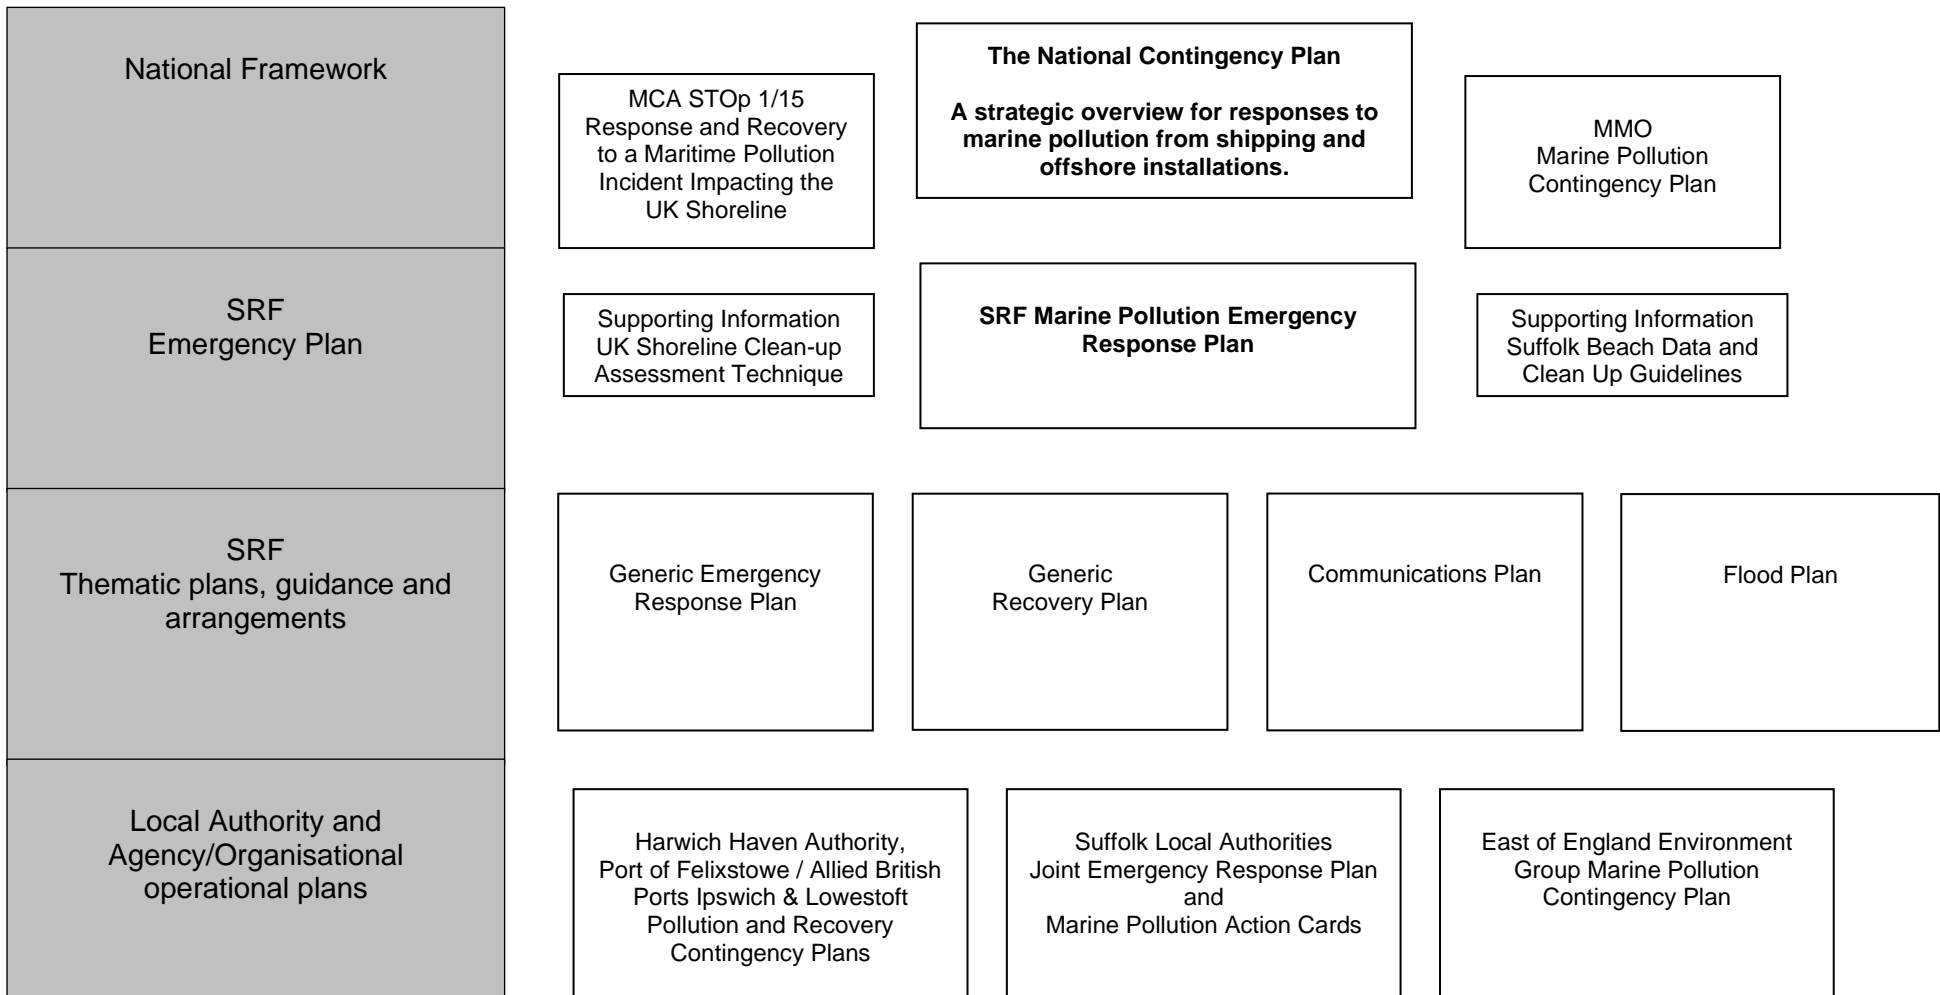 National Framework
MCA STOp 1/15
Response and Recovery
to a Maritime Pollution
Incident Impacting the
UK Shoreline
The National Contingency Plan
A strategic overview for responses to
marine pollution from shipping and
offshore installations.
MMO
Marine Pollution
Contingency Plan
SRF
Emergency Plan
Supporting Information
UK Shoreline Clean-up
Assessment Technique
SRF Marine Pollution Emergency
Response Plan
Supporting Information
Suffolk Beach Data and
Clean Up Guidelines
SRF
Thematic plans, guidance and
arrangements
Generic Emergency
Response Plan
Generic
Recovery Plan
Communications Plan
Flood Plan
Local Authority and
Agency/Organisational
operational plans
Harwich Haven Authority,
Port of Felixstowe / Allied British
Ports Ipswich & Lowestoft
Pollution and Recovery
Contingency Plans
Suffolk Local Authorities
Joint Emergency Response Plan
and
Marine Pollution Action Cards
East of England Environment
Group Marine Pollution
Contingency Plan